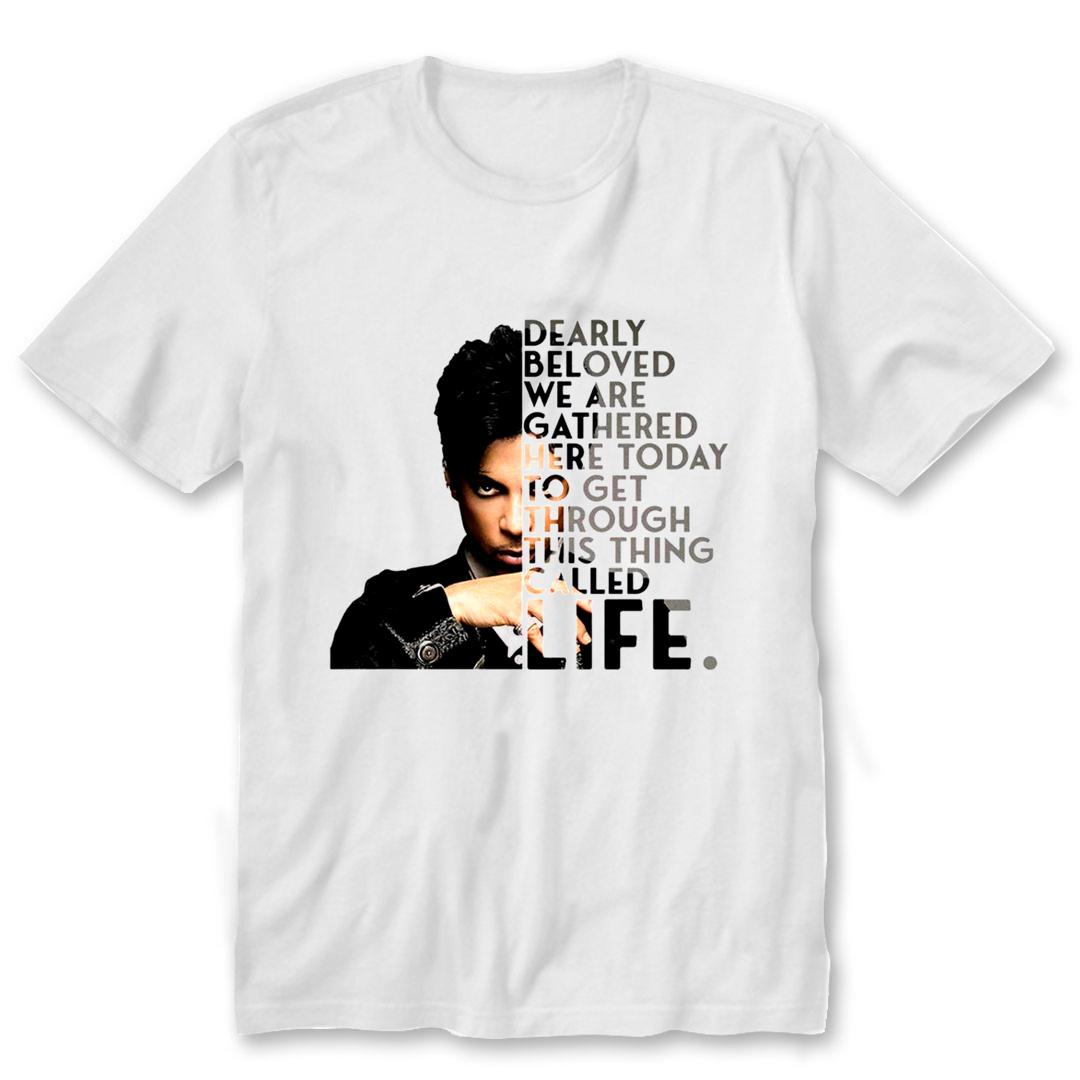 DEARLY
BELOVED
WE ARE
GATHERED
HERE TODAY
TO GET
THROUGH
THIS THING
CALLED
LIFE.